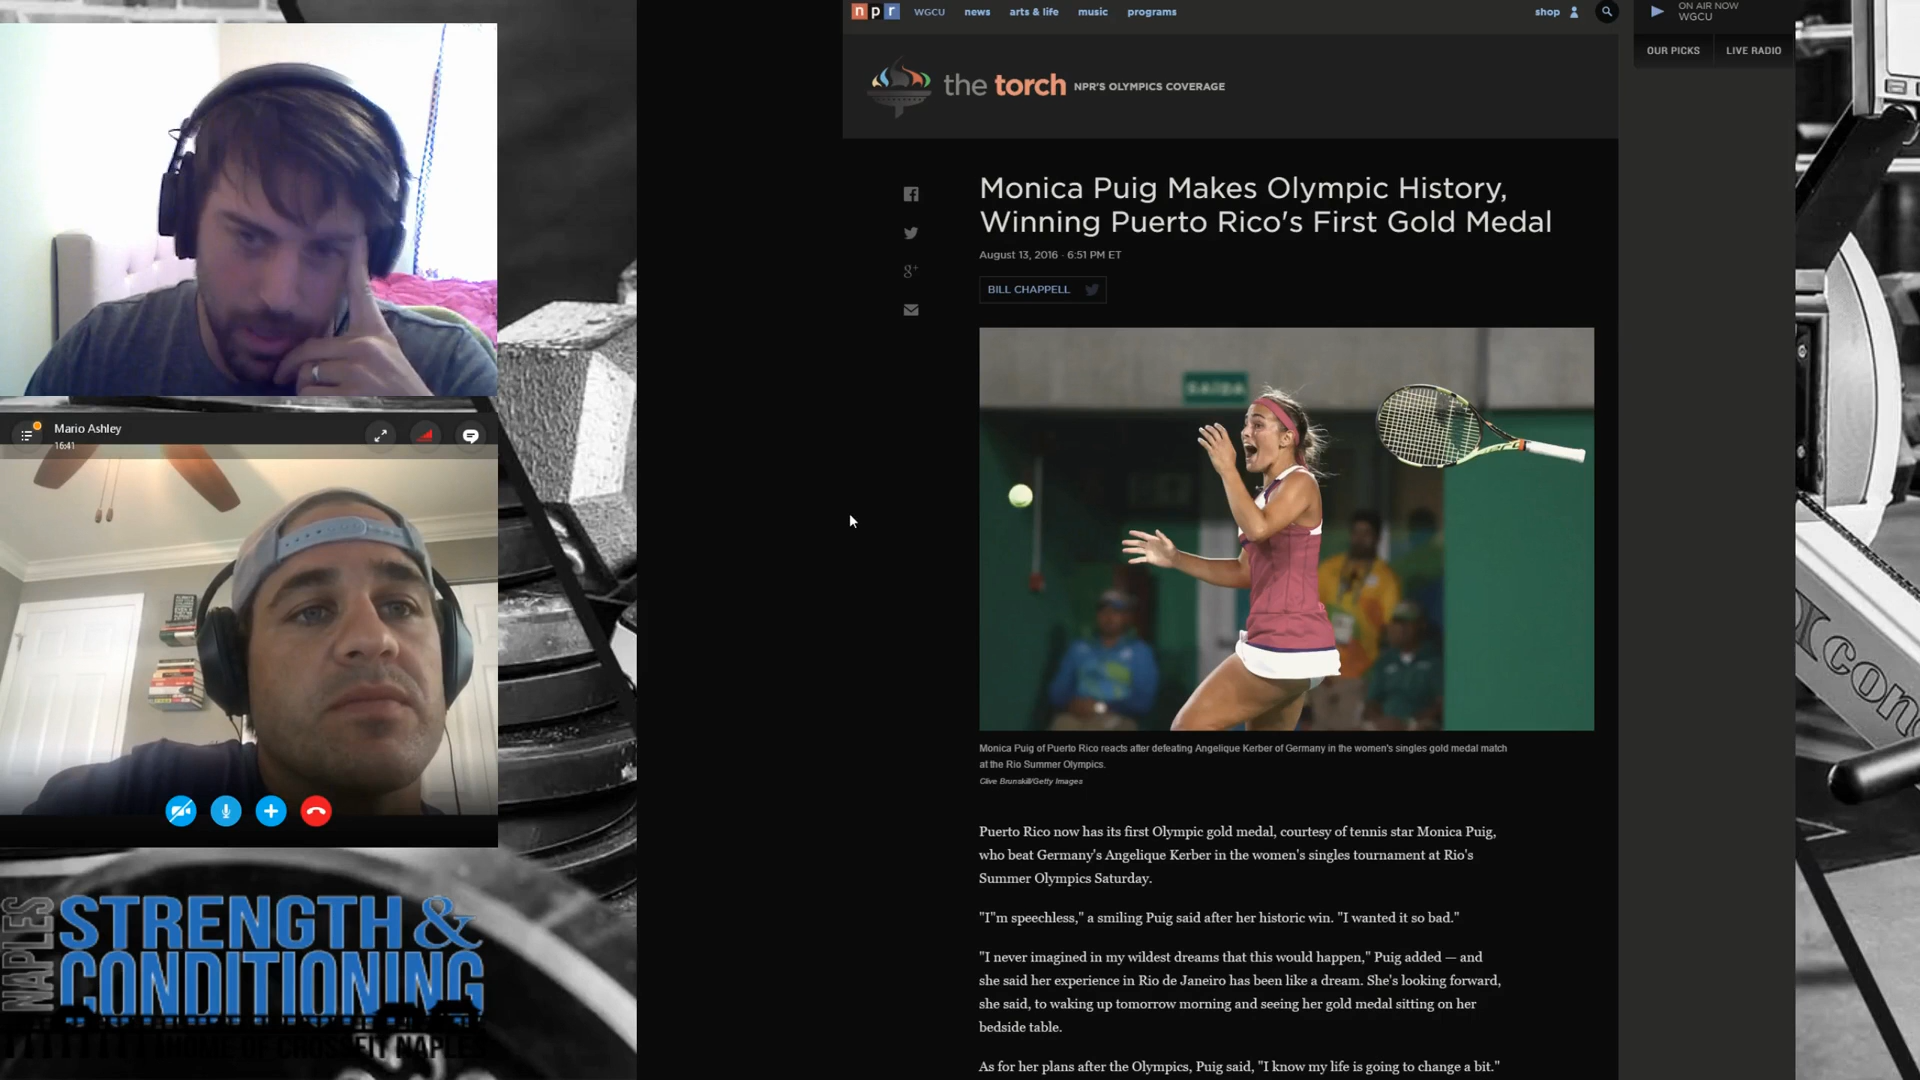 npr
WGCU
news
arts & life
music
programs
shop
ON AIR NOW
WGCU
OUR PICKS
LIVE RADIO
the torch NPR'S OLYMPICS COVERAGE
Monica Puig Makes Olympic History,
Winning Puerto Rico's First Gold Medal
August 13, 2016 · 6:51 PM ET
BILL CHAPPELL
g+
SAIDA
Monica Puig of Puerto Rico reacts after defeating Angelique Kerber of Germany in the women's singles gold medal match
at the Rio Summer Olympics.
Clive Brunskill/Getty Images
Puerto Rico now has its first Olympic gold medal, courtesy of tennis star Monica Puig,
who beat Germany's Angelique Kerber in the women's singles tournament at Rio's
Summer Olympics Saturday.
"I"m speechless," a smiling Puig said after her historic win. "I wanted it so bad."
"I never imagined in my wildest dreams that this would happen," Puig added — and
she said her experience in Rio de Janeiro has been like a dream. She's looking forward,
she said, to waking up tomorrow morning and seeing her gold medal sitting on her
bedside table.
As for her plans after the Olympics, Puig said, "I know my life is going to change a bit."
Mario Ashley
16:41
NAPLES
STRENGTH &
CONDITIONING
HOME OF CROSSFIT NAPLES